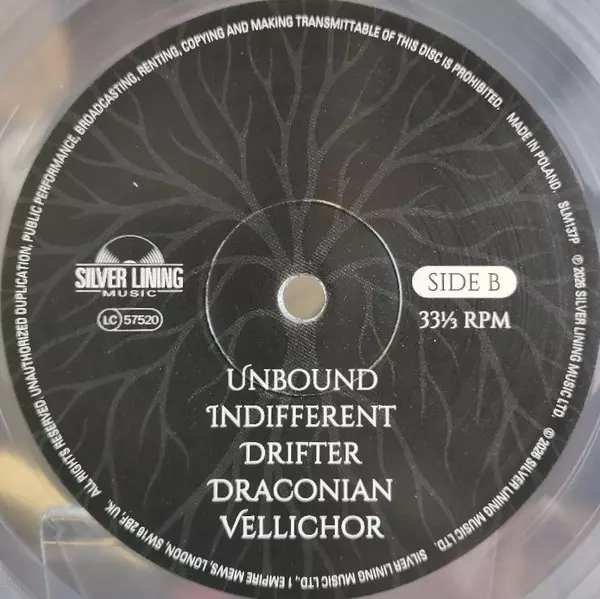 ALL RIGHTS RESERVED. UNAUTHORIZED DUPLICATION, PUBLIC PERFORMANCE, BROADCASTING, RENTING, COPYING AND MAKING TRANSMITTABLE OF THIS DISC IS PROHIBITED. MADE IN POLAND. SLM137P ℗ 2026 SILVER LINING MUSIC LTD. © 2026 SILVER LINING MUSIC LTD. SILVER LINING MUSIC LTD., 1 EMPIRE MEWS, LONDON, SW16 2BF, UK.
SILVER LINING
MUSIC
LC 57520
SIDE B
33⅓ RPM
UNBOUND
INDIFFERENT
DRIFTER
DRACONIAN
VELLICHOR